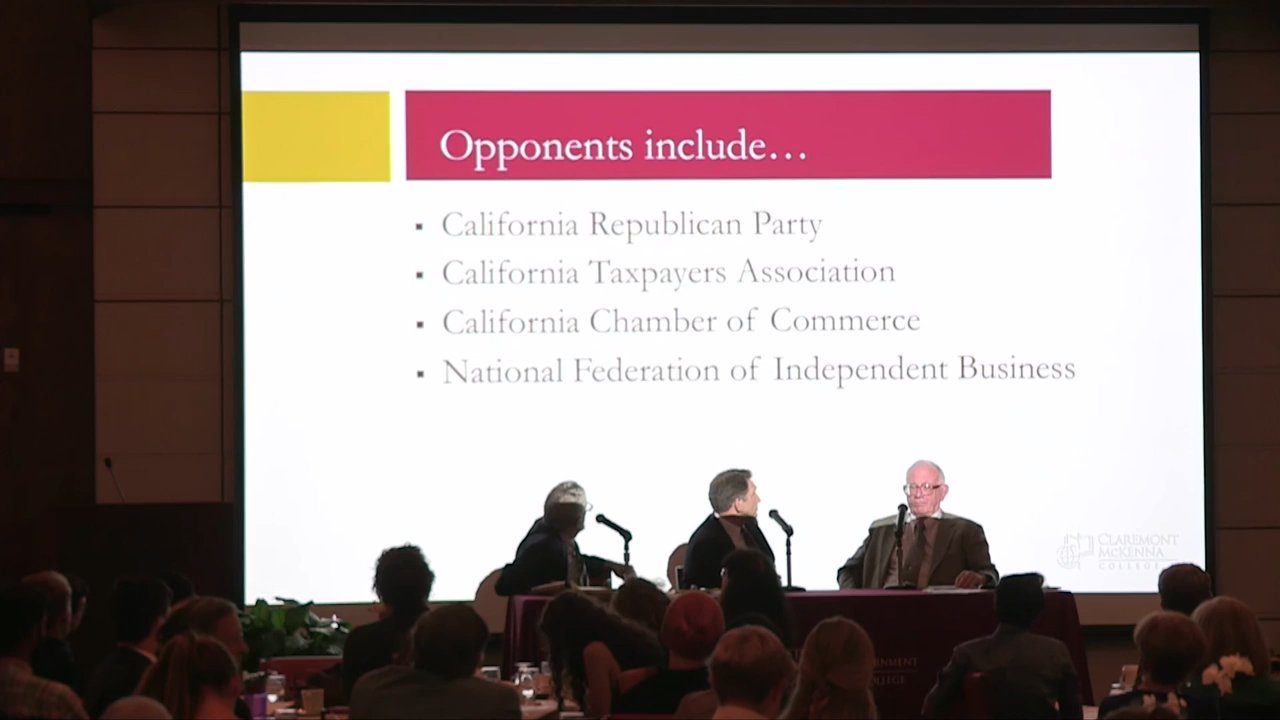 Opponents include…
▪ California Republican Party
▪ California Taxpayers Association
▪ California Chamber of Commerce
▪ National Federation of Independent Business
CLAREMONT
MCKENNA
COLLEGE